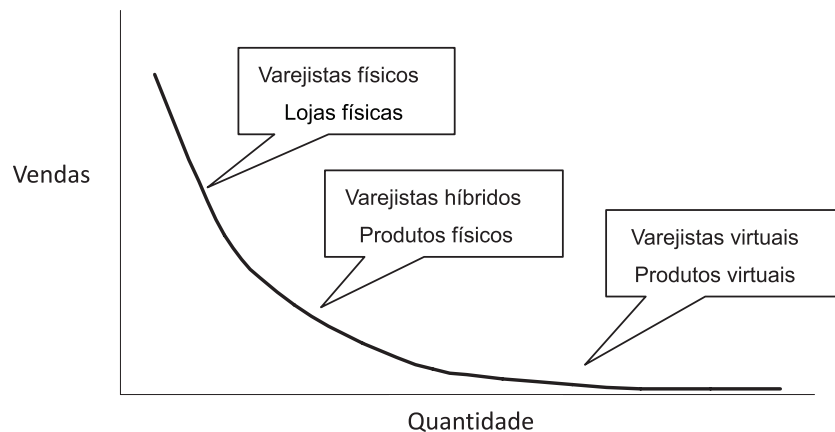 Varejistas físicos
Lojas físicas
Vendas
Varejistas híbridos
Produtos físicos
Varejistas virtuais
Produtos virtuais
Quantidade